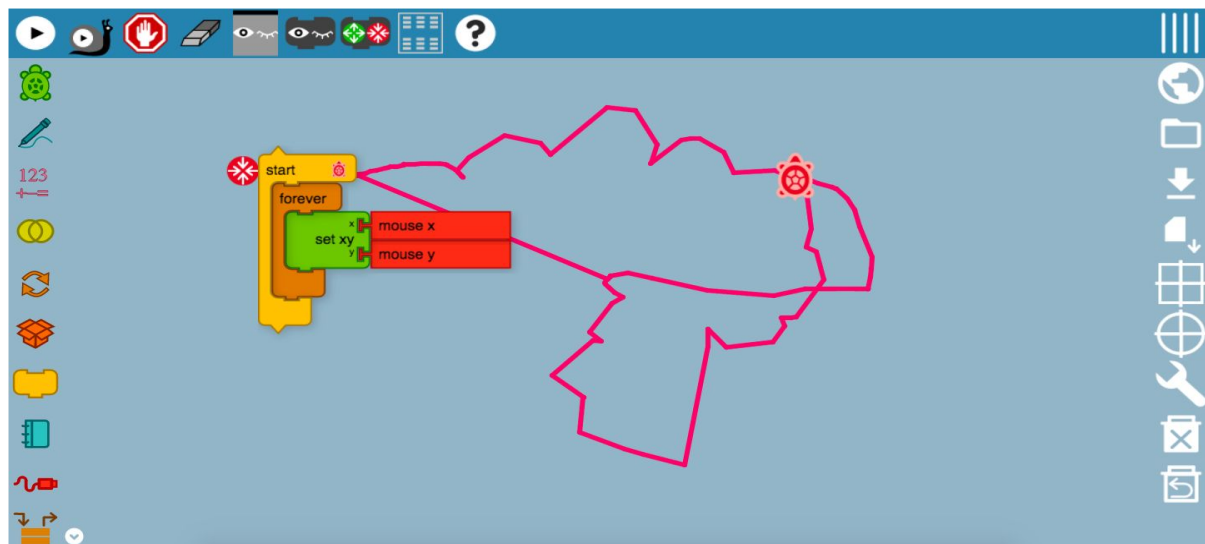 ?
123
+-=
start
forever
x mouse x
set xy
y mouse y